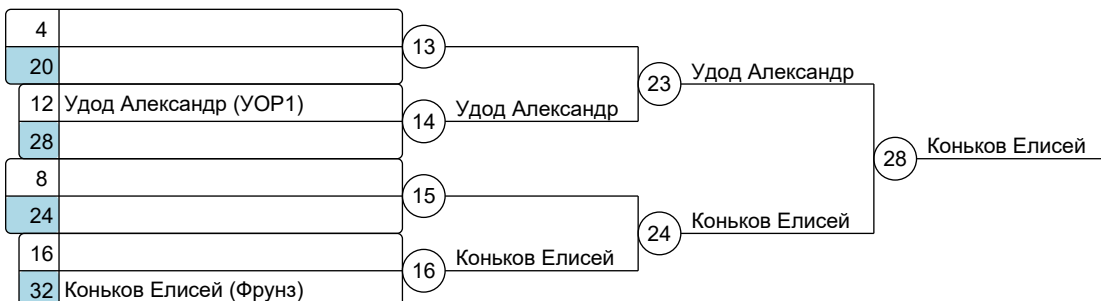 4
13
20
23 Удод Александр
12 Удод Александр (УОР1)
14 Удод Александр
28
28 Коньков Елисей
8
15
24
24 Коньков Елисей
16
16 Коньков Елисей
32 Коньков Елисей (Фрунз)